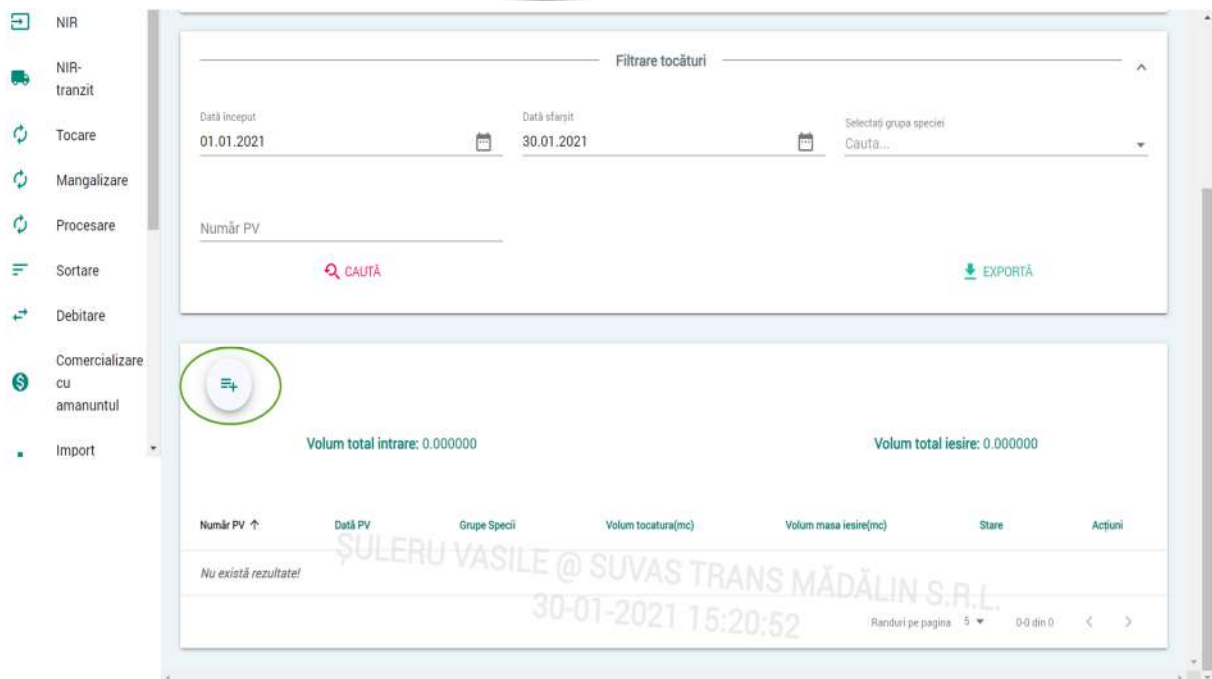 NIR
NIR-
tranzit
Tocare
Mangalizare
Procesare
Sortare
Debitare
Comercializare
cu
amanuntul
Import
Filtrare tocături
Dată început
01.01.2021
Dată sfarșit
30.01.2021
Selectați grupa speciei
Cauta...
Număr PV
CAUTĂ
EXPORTĂ
Volum total intrare: 0.000000
Volum total iesire: 0.000000
Număr PV ↑ Dată PV Grupe Specii Volum tocatura(mc) Volum masa iesire(mc) Stare Acțiuni
Nu există rezultate!
ȘULERU VASILE @ SUVAS TRANS MĂDĂLIN S.R.L.
30-01-2021 15:20:52
Randuri pe pagina 5 0-0 din 0